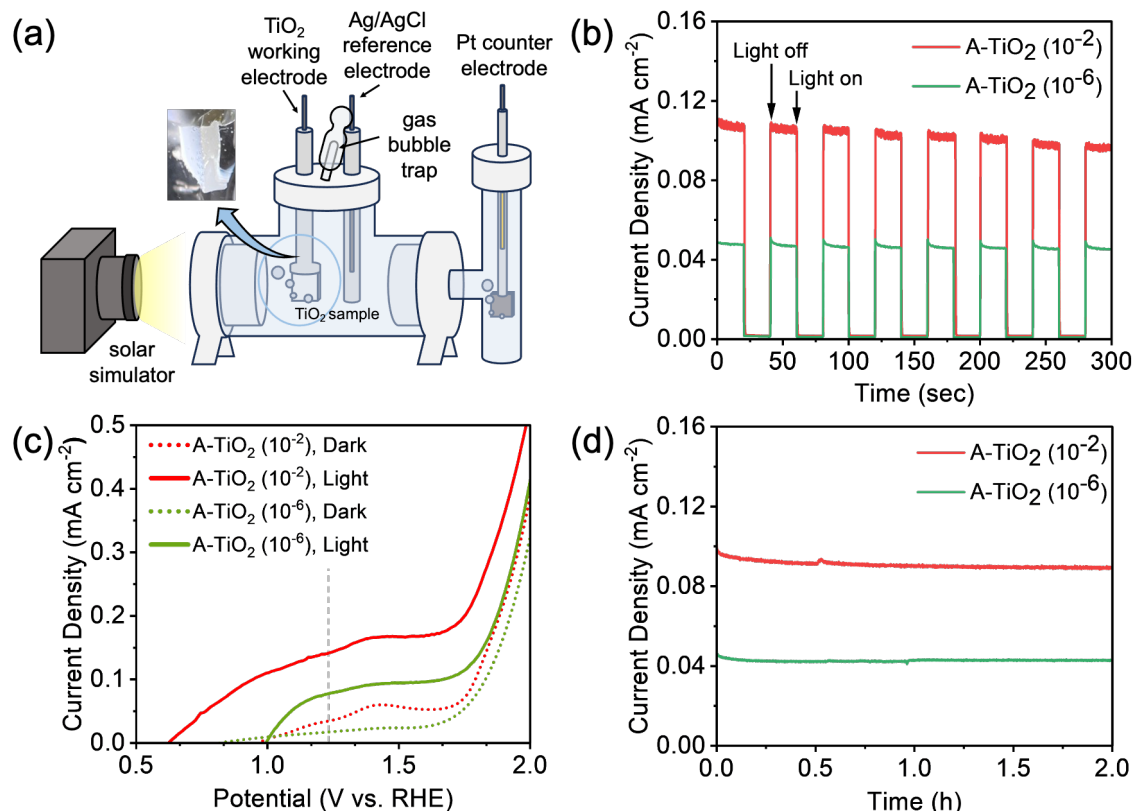 (a)
TiO₂
working
electrode
Ag/AgCl
reference
electrode
Pt counter
electrode
gas
bubble
trap
TiO₂ sample
solar
simulator
(b)
Current Density (mA cm⁻²)
0.16
0.12
0.08
0.04
0.00
Light off
Light on
A-TiO₂ (10⁻²)
A-TiO₂ (10⁻⁶)
0 50 100 150 200 250 300
Time (sec)
(c)
Current Density (mA cm⁻²)
0.5
0.4
0.3
0.2
0.1
0.0
A-TiO₂ (10⁻²), Dark
A-TiO₂ (10⁻²), Light
A-TiO₂ (10⁻⁶), Dark
A-TiO₂ (10⁻⁶), Light
0.5 1.0 1.5 2.0
Potential (V vs. RHE)
(d)
Current Density (mA cm⁻²)
0.16
0.12
0.08
0.04
0.00
A-TiO₂ (10⁻²)
A-TiO₂ (10⁻⁶)
0.0 0.5 1.0 1.5 2.0
Time (h)